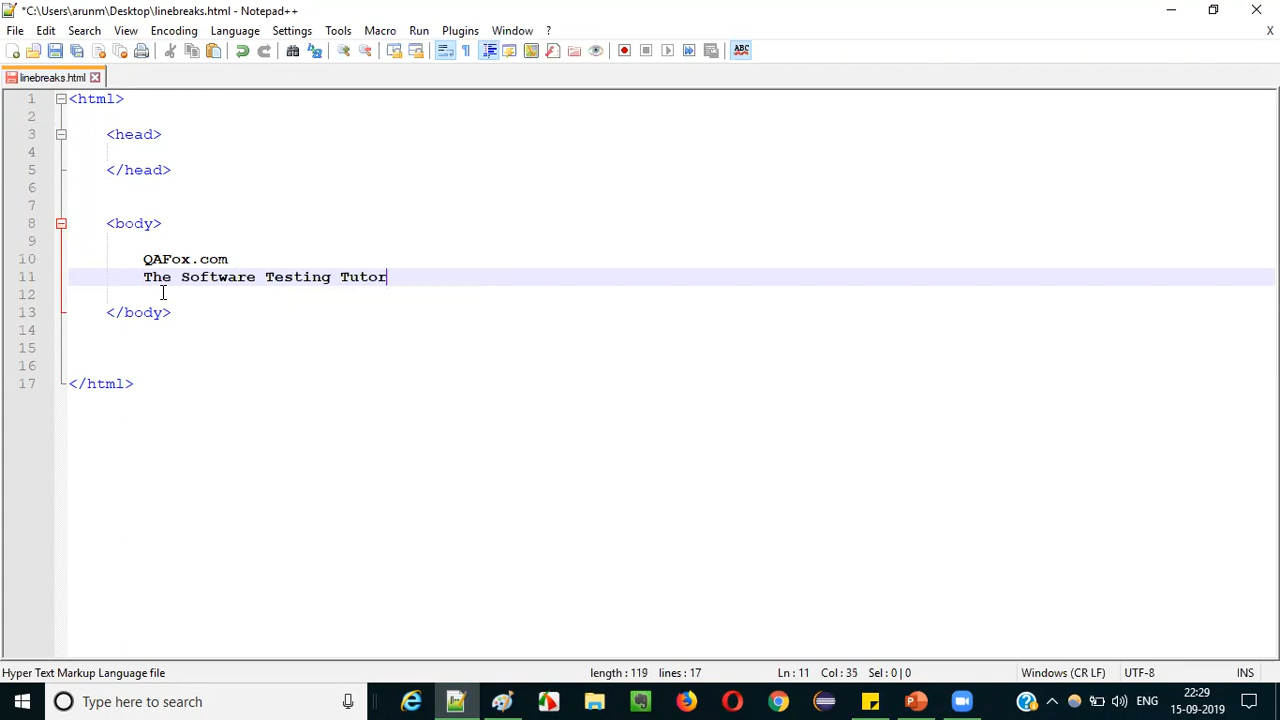 *C:\Users\arunm\Desktop\linebreaks.html - Notepad++
File Edit Search View Encoding Language Settings Tools Macro Run Plugins Window ? X
ABC
linebreaks.html
1 <html>
2
3 <head>
4
5 </head>
6
7
8 <body>
9
10 QAFox.com
11 The Software Testing Tutor
12
13 </body>
14
15
16
17 </html>
Hyper Text Markup Language file length : 119 lines : 17 Ln : 11 Col : 35 Sel : 0 | 0 Windows (CR LF) UTF-8 INS
Type here to search ENG 22:29
15-09-2019